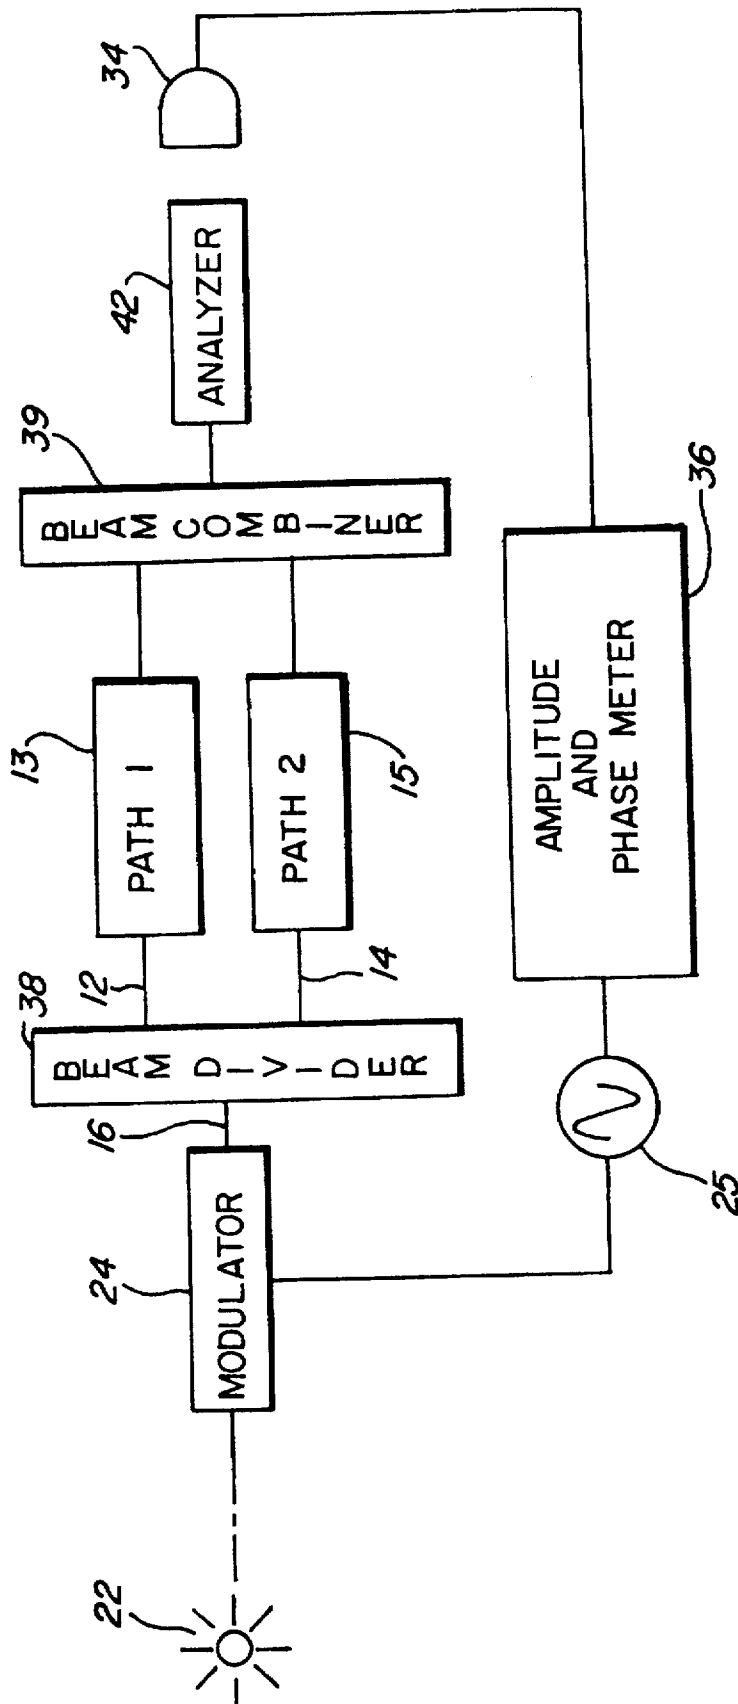 22
24
MODULATOR
16
38
BEAM DIVIDER
12
14
13
PATH 1
PATH 2
15
39
BEAM COMBINER
42
ANALYZER
34
25
AMPLITUDE
AND
PHASE METER
36